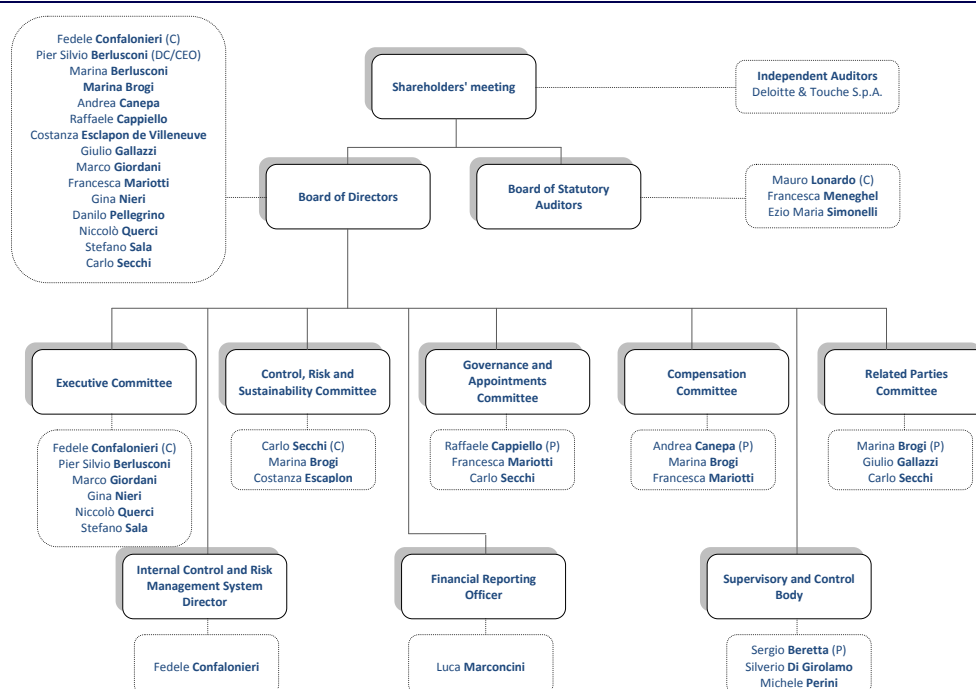 Fedele Confalonieri (C)
Pier Silvio Berlusconi (DC/CEO)
Marina Berlusconi
Marina Brogi
Andrea Canepa
Raffaele Cappiello
Costanza Esclapon de Villeneuve
Giulio Gallazzi
Marco Giordani
Francesca Mariotti
Gina Nieri
Danilo Pellegrino
Niccolò Querci
Stefano Sala
Carlo Secchi
Shareholders' meeting
Independent Auditors
Deloitte & Touche S.p.A.
Board of Directors
Board of Statutory
Auditors
Mauro Lonardo (C)
Francesca Meneghel
Ezio Maria Simonelli
Executive Committee
Control, Risk and
Sustainability Committee
Governance and
Appointments
Committee
Compensation
Committee
Related Parties
Committee
Fedele Confalonieri (C)
Pier Silvio Berlusconi
Marco Giordani
Gina Nieri
Niccolò Querci
Stefano Sala
Carlo Secchi (C)
Marina Brogi
Costanza Escaplon
Raffaele Cappiello (P)
Francesca Mariotti
Carlo Secchi
Andrea Canepa (P)
Marina Brogi
Francesca Mariotti
Marina Brogi (P)
Giulio Gallazzi
Carlo Secchi
Internal Control and Risk
Management System
Director
Financial Reporting
Officer
Supervisory and Control
Body
Fedele Confalonieri
Luca Marconcini
Sergio Beretta (P)
Silverio Di Girolamo
Michele Perini